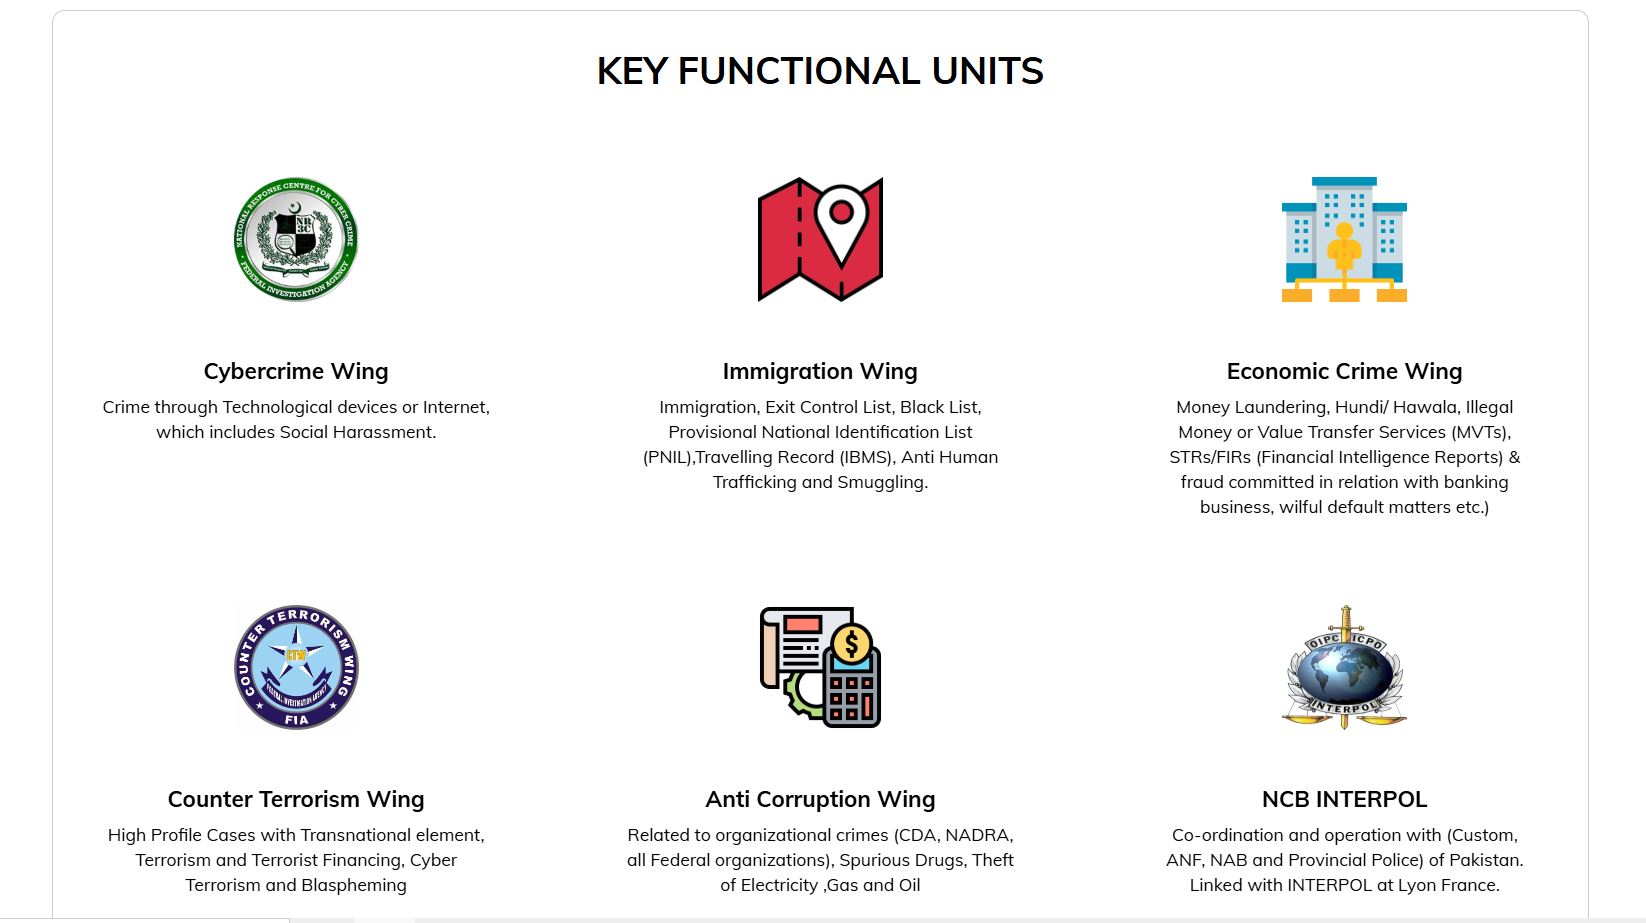 KEY FUNCTIONAL UNITS
NATIONAL RESPONSE CENTRE FOR CYBER CRIME
NR
3C
FEDERAL INVESTIGATION AGENCY
Cybercrime Wing
Crime through Technological devices or Internet,
which includes Social Harassment.
Immigration Wing
Immigration, Exit Control List, Black List,
Provisional National Identification List
(PNIL),Travelling Record (IBMS), Anti Human
Trafficking and Smuggling.
Economic Crime Wing
Money Laundering, Hundi/ Hawala, Illegal
Money or Value Transfer Services (MVTs),
STRs/FIRs (Financial Intelligence Reports) &
fraud committed in relation with banking
business, wilful default matters etc.)
COUNTER TERRORISM WING
CTW
FEDERAL INVESTIGATION AGENCY
FIA
Counter Terrorism Wing
High Profile Cases with Transnational element,
Terrorism and Terrorist Financing, Cyber
Terrorism and Blaspheming
$
Anti Corruption Wing
Related to organizational crimes (CDA, NADRA,
all Federal organizations), Spurious Drugs, Theft
of Electricity ,Gas and Oil
OIPC ICPO
INTERPOL
NCB INTERPOL
Co-ordination and operation with (Custom,
ANF, NAB and Provincial Police) of Pakistan.
Linked with INTERPOL at Lyon France.